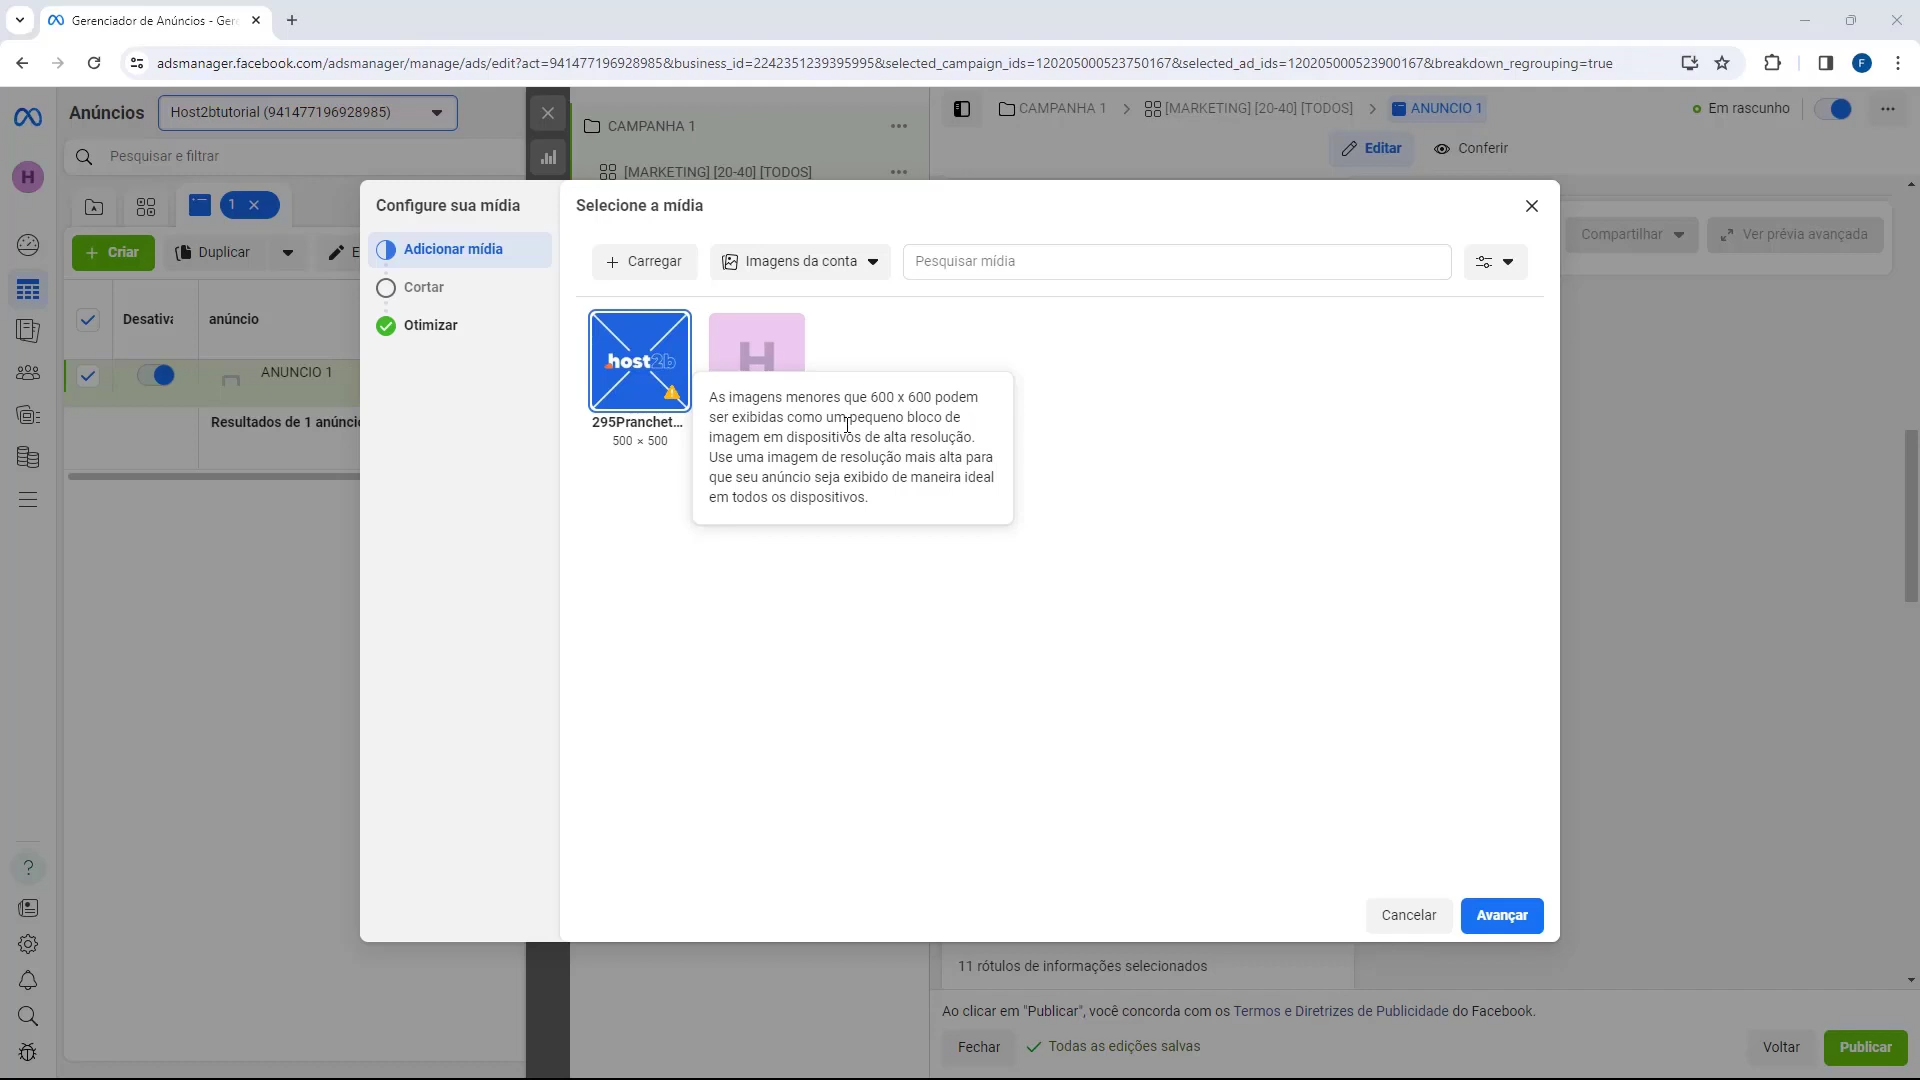 Gerenciador de Anúncios - Ger
adsmanager.facebook.com/adsmanager/manage/ads/edit?act=941477196928985&business_id=2242351239395995&selected_campaign_ids=120205000523750167&selected_ad_ids=120205000523900167&breakdown_regrouping=true
F
Anúncios
Host2btutorial (941477196928985)
CAMPANHA 1
CAMPANHA 1
[MARKETING] [20-40] [TODOS]
ANUNCIO 1
Em rascunho
Pesquisar e filtrar
Editar
Conferir
H
[MARKETING] [20-40] [TODOS]
1
Configure sua mídia
Selecione a mídia
Compartilhar
Ver prévia avançada
Criar
Duplicar
E
Adicionar mídia
Carregar
Imagens da conta
Pesquisar mídia
Cortar
Desativa
anúncio
Otimizar
host2b
H
ANUNCIO 1
295Pranchet...
500 × 500
As imagens menores que 600 x 600 podem
ser exibidas como um pequeno bloco de
imagem em dispositivos de alta resolução.
Use uma imagem de resolução mais alta para
que seu anúncio seja exibido de maneira ideal
em todos os dispositivos.
Resultados de 1 anúnci
?
Cancelar
Avançar
11 rótulos de informações selecionados
Ao clicar em "Publicar", você concorda com os Termos e Diretrizes de Publicidade do Facebook.
Fechar
Todas as edições salvas
Voltar
Publicar